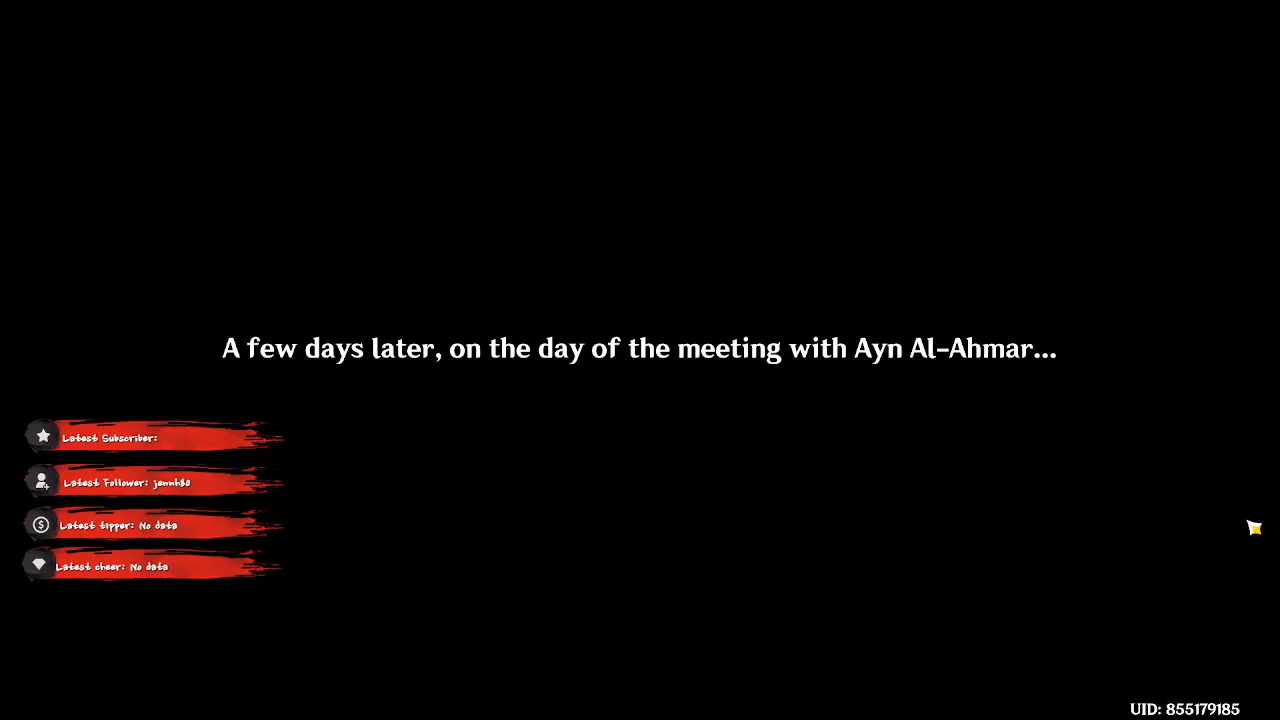 A few days later, on the day of the meeting with Ayn Al-Ahmar...
Latest Subscriber:
Latest Follower: jennh80
Latest tipper: No data
Latest cheer: No data
UID: 855179185